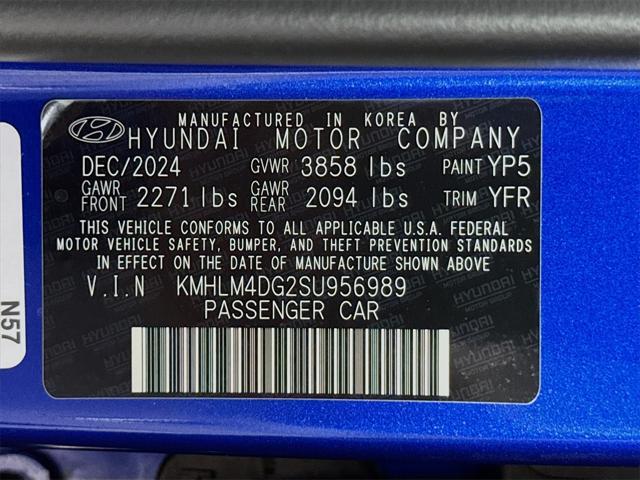 MANUFACTURED IN KOREA BY
HYUNDAI MOTOR COMPANY
DEC/2024 GVWR 3858 lbs PAINT YP5
GAWR FRONT 2271 lbs GAWR REAR 2094 lbs TRIM YFR
THIS VEHICLE CONFORMS TO ALL APPLICABLE U.S.A. FEDERAL
MOTOR VEHICLE SAFETY, BUMPER, AND THEFT PREVENTION STANDARDS
IN EFFECT ON THE DATE OF MANUFACTURE SHOWN ABOVE
V.I.N KMHLM4DG2SU956989
PASSENGER CAR
N57